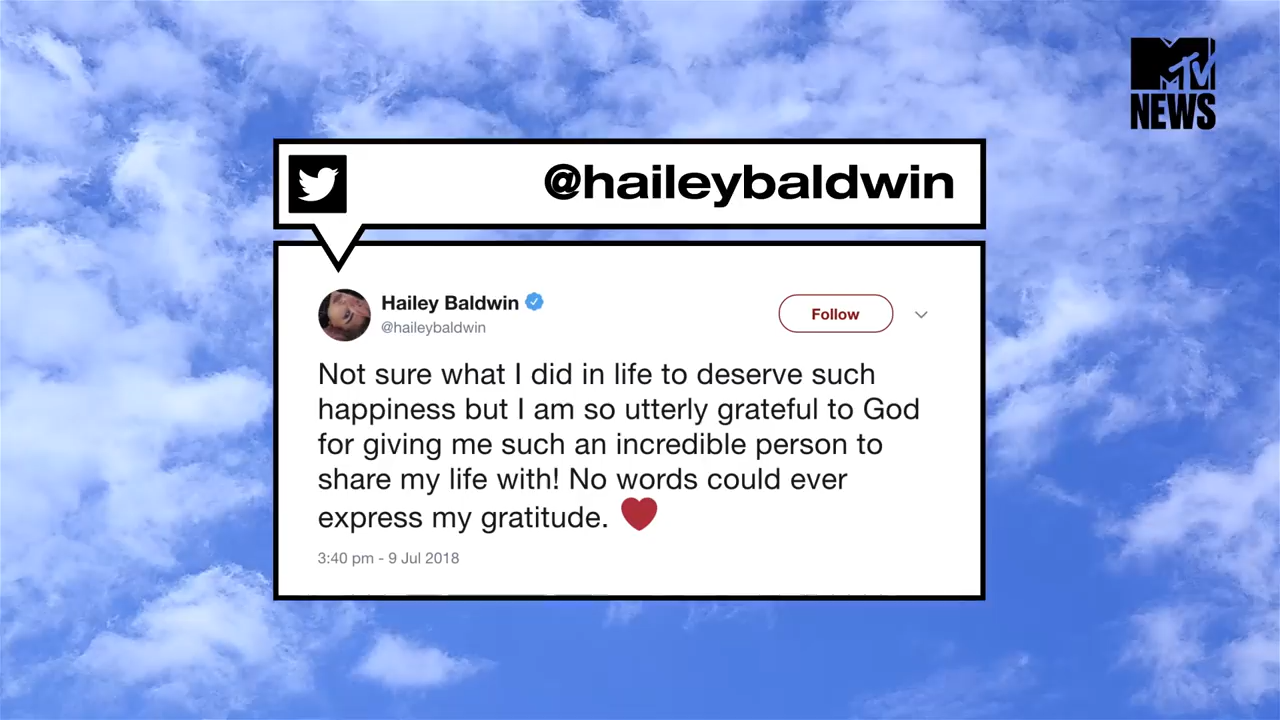 MTV
NEWS
@haileybaldwin
Hailey Baldwin
@haileybaldwin
Follow
Not sure what I did in life to deserve such
happiness but I am so utterly grateful to God
for giving me such an incredible person to
share my life with! No words could ever
express my gratitude. ❤️
3:40 pm - 9 Jul 2018